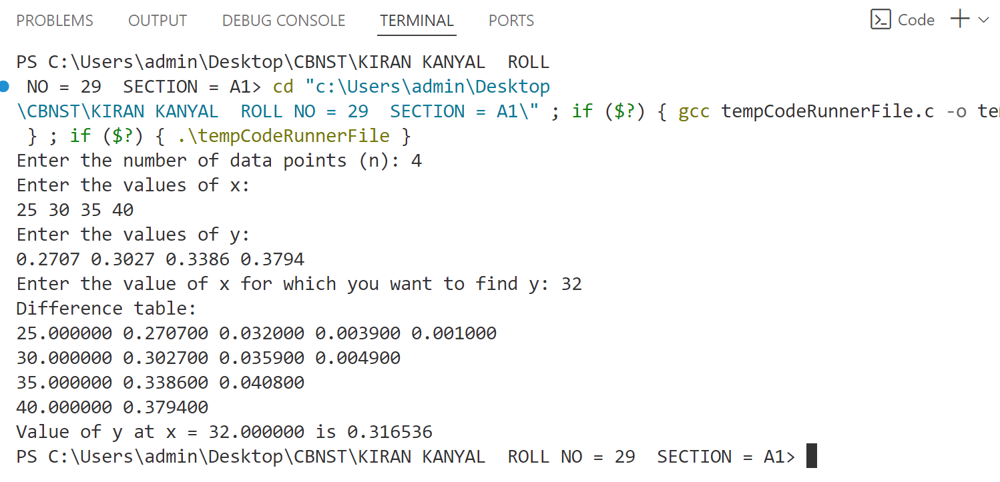 PROBLEMS OUTPUT DEBUG CONSOLE TERMINAL PORTS Code
PS C:\Users\admin\Desktop\CBNST\KIRAN KANYAL  ROLL
 NO = 29  SECTION = A1> cd "c:\Users\admin\Desktop
\CBNST\KIRAN KANYAL  ROLL NO = 29  SECTION = A1\" ; if ($?) { gcc tempCodeRunnerFile.c -o
 } ; if ($?) { .\tempCodeRunnerFile }
Enter the number of data points (n): 4
Enter the values of x:
25 30 35 40
Enter the values of y:
0.2707 0.3027 0.3386 0.3794
Enter the value of x for which you want to find y: 32
Difference table:
25.000000 0.270700 0.032000 0.003900 0.001000
30.000000 0.302700 0.035900 0.004900
35.000000 0.338600 0.040800
40.000000 0.379400
Value of y at x = 32.000000 is 0.316536
PS C:\Users\admin\Desktop\CBNST\KIRAN KANYAL  ROLL NO = 29  SECTION = A1>